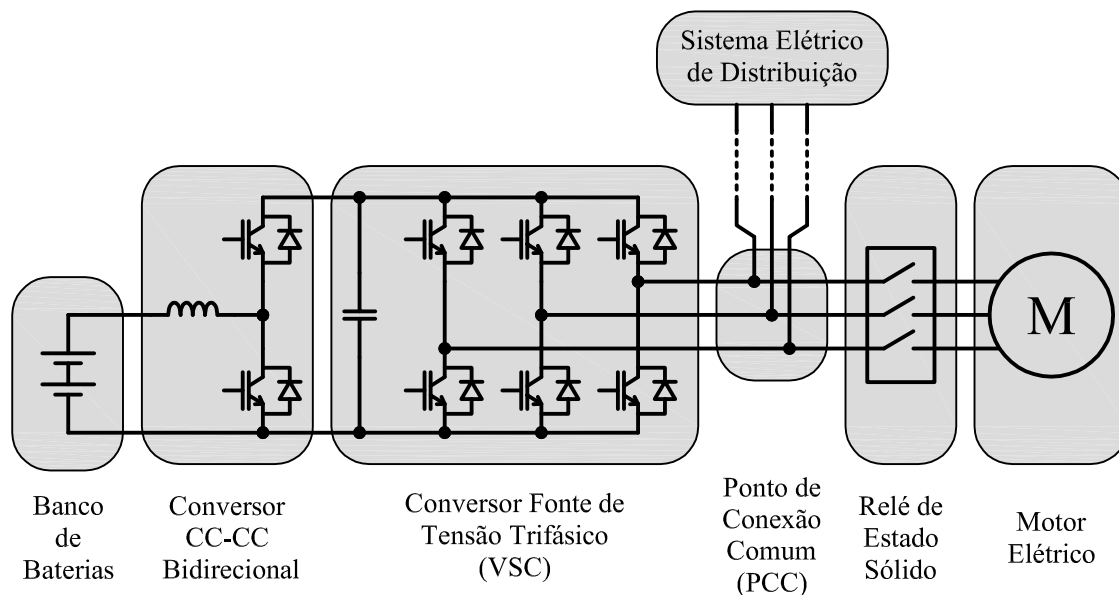 Sistema Elétrico
de Distribuição
M
Banco
de
Baterias
Conversor
CC-CC
Bidirecional
Conversor Fonte de
Tensão Trifásico
(VSC)
Ponto de
Conexão
Comum
(PCC)
Relé de
Estado
Sólido
Motor
Elétrico